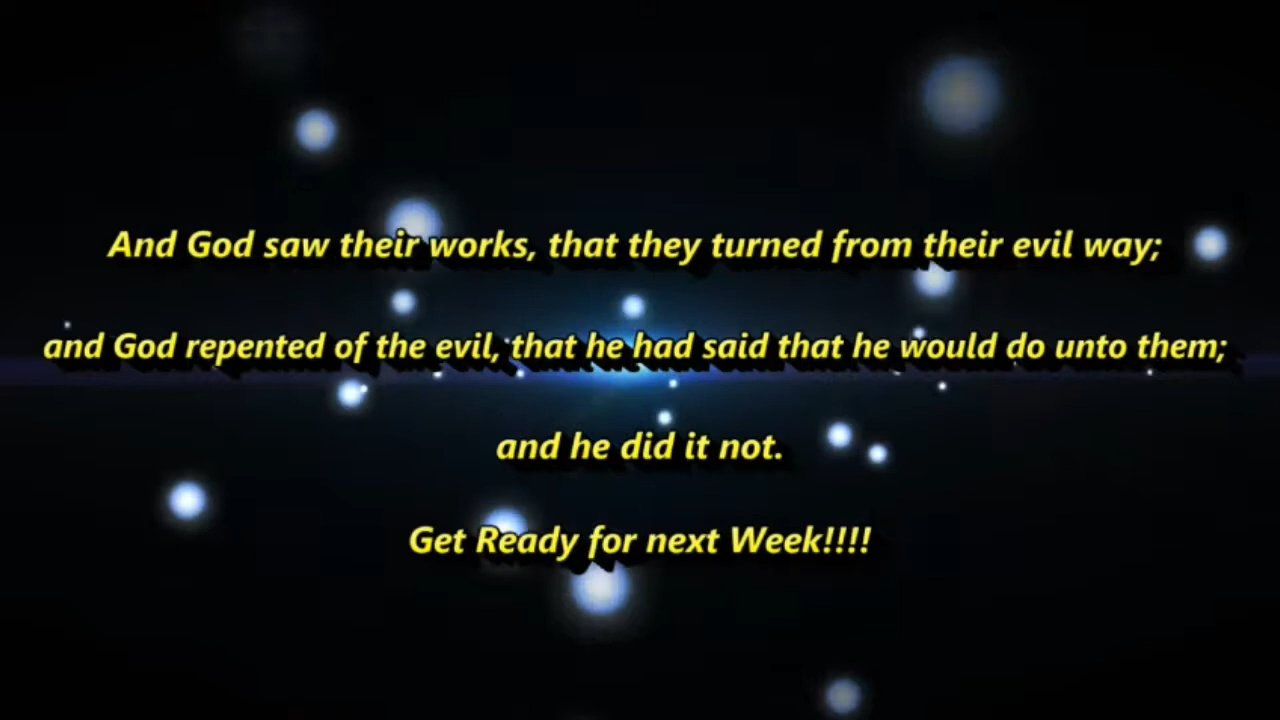 And God saw their works, that they turned from their evil way;
and God repented of the evil, that he had said that he would do unto them;
and he did it not.
Get Ready for next Week!!!!